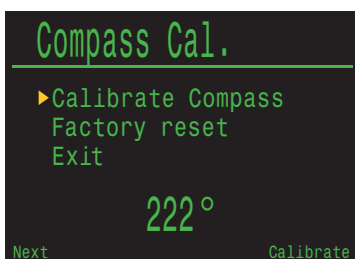 Compass Cal.
Calibrate Compass
Factory reset
Exit
222°
Next Calibrate